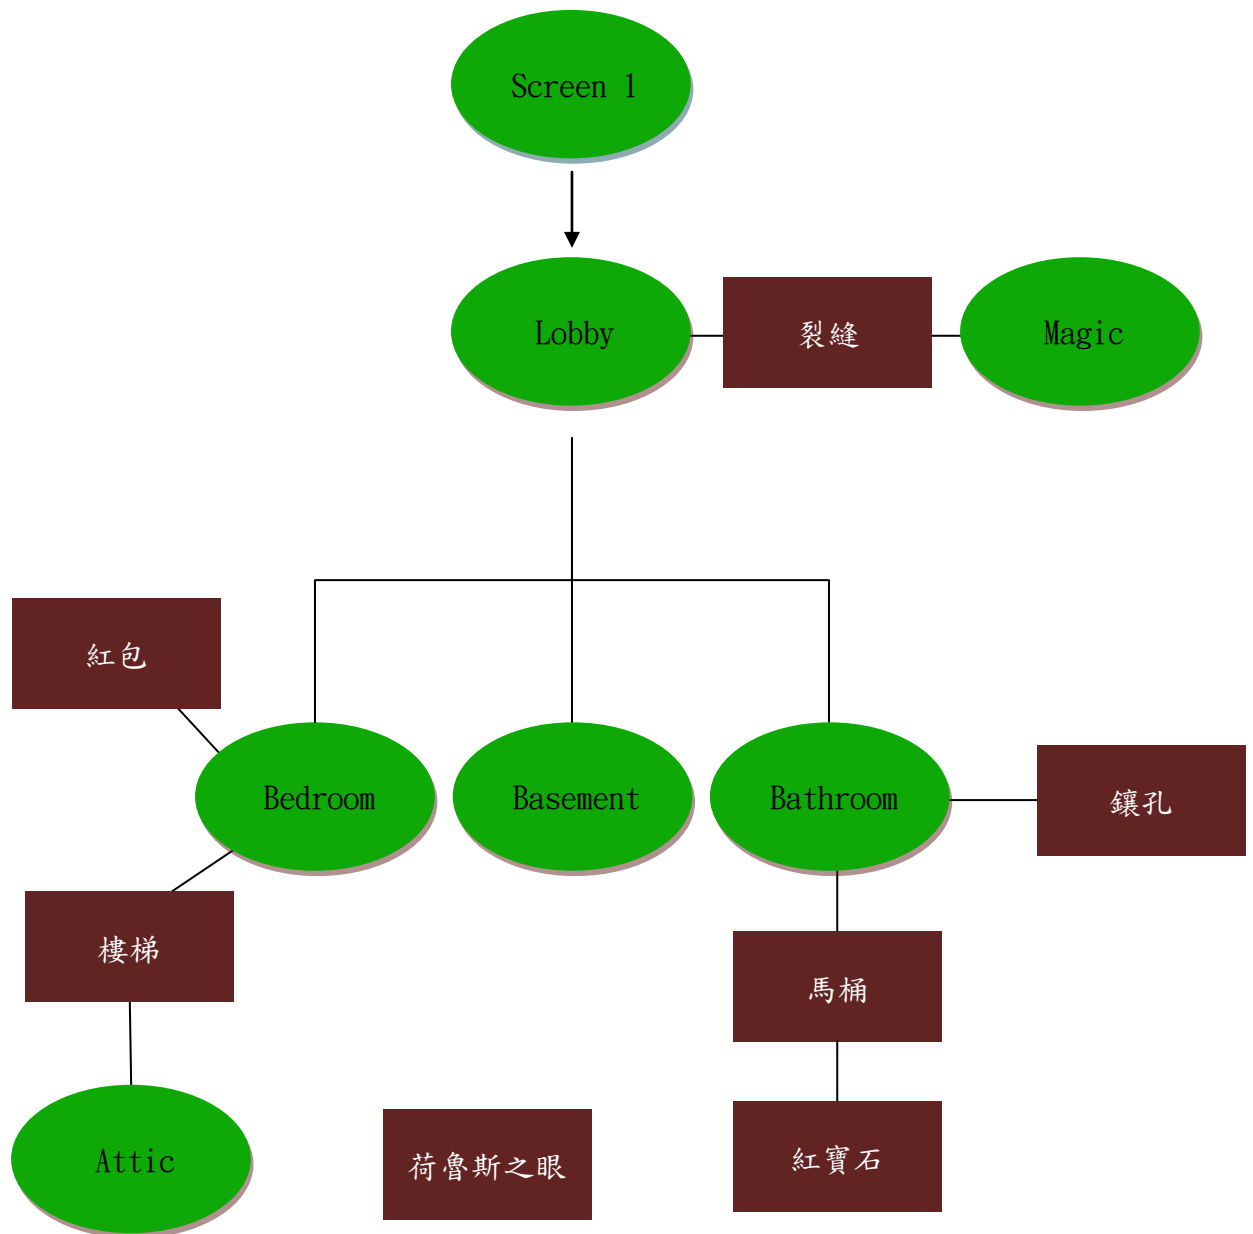 Screen 1
Lobby
裂縫
Magic
紅包
Bedroom
Basement
Bathroom
鑲孔
樓梯
馬桶
Attic
荷魯斯之眼
紅寶石